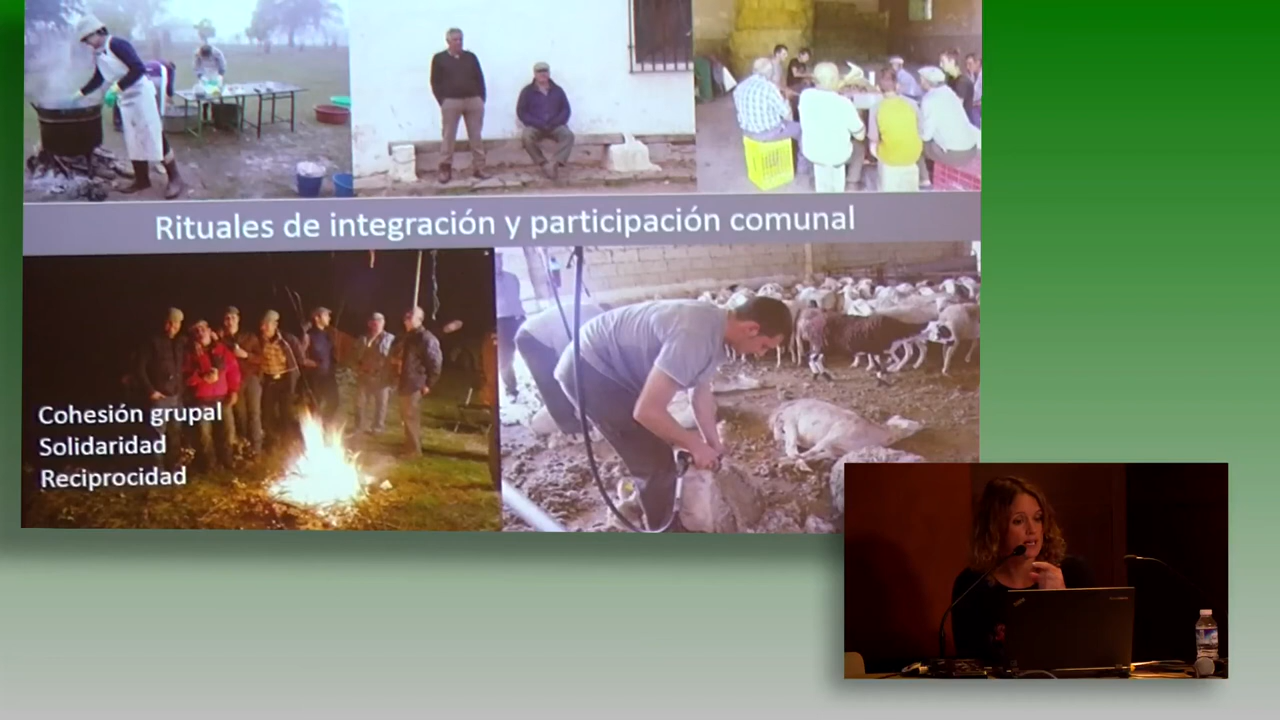 Rituales de integración y participación comunal
Cohesión grupal
Solidaridad
Reciprocidad